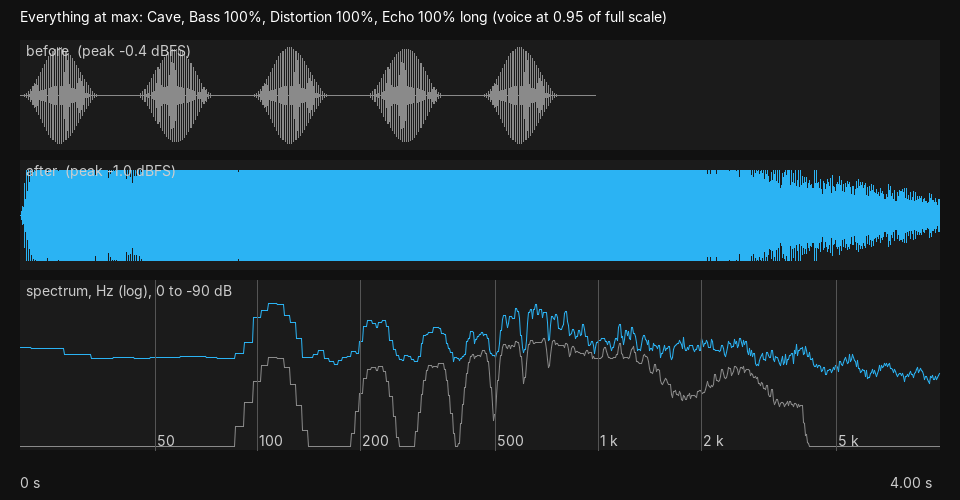 Everything at max: Cave, Bass 100%, Distortion 100%, Echo 100% long (voice at 0.95 of full scale)
before (peak -0.4 dBFS)
after (peak -1.0 dBFS)
spectrum, Hz (log), 0 to -90 dB
50 100 200 500 1 k 2 k 5 k
0 s 4.00 s